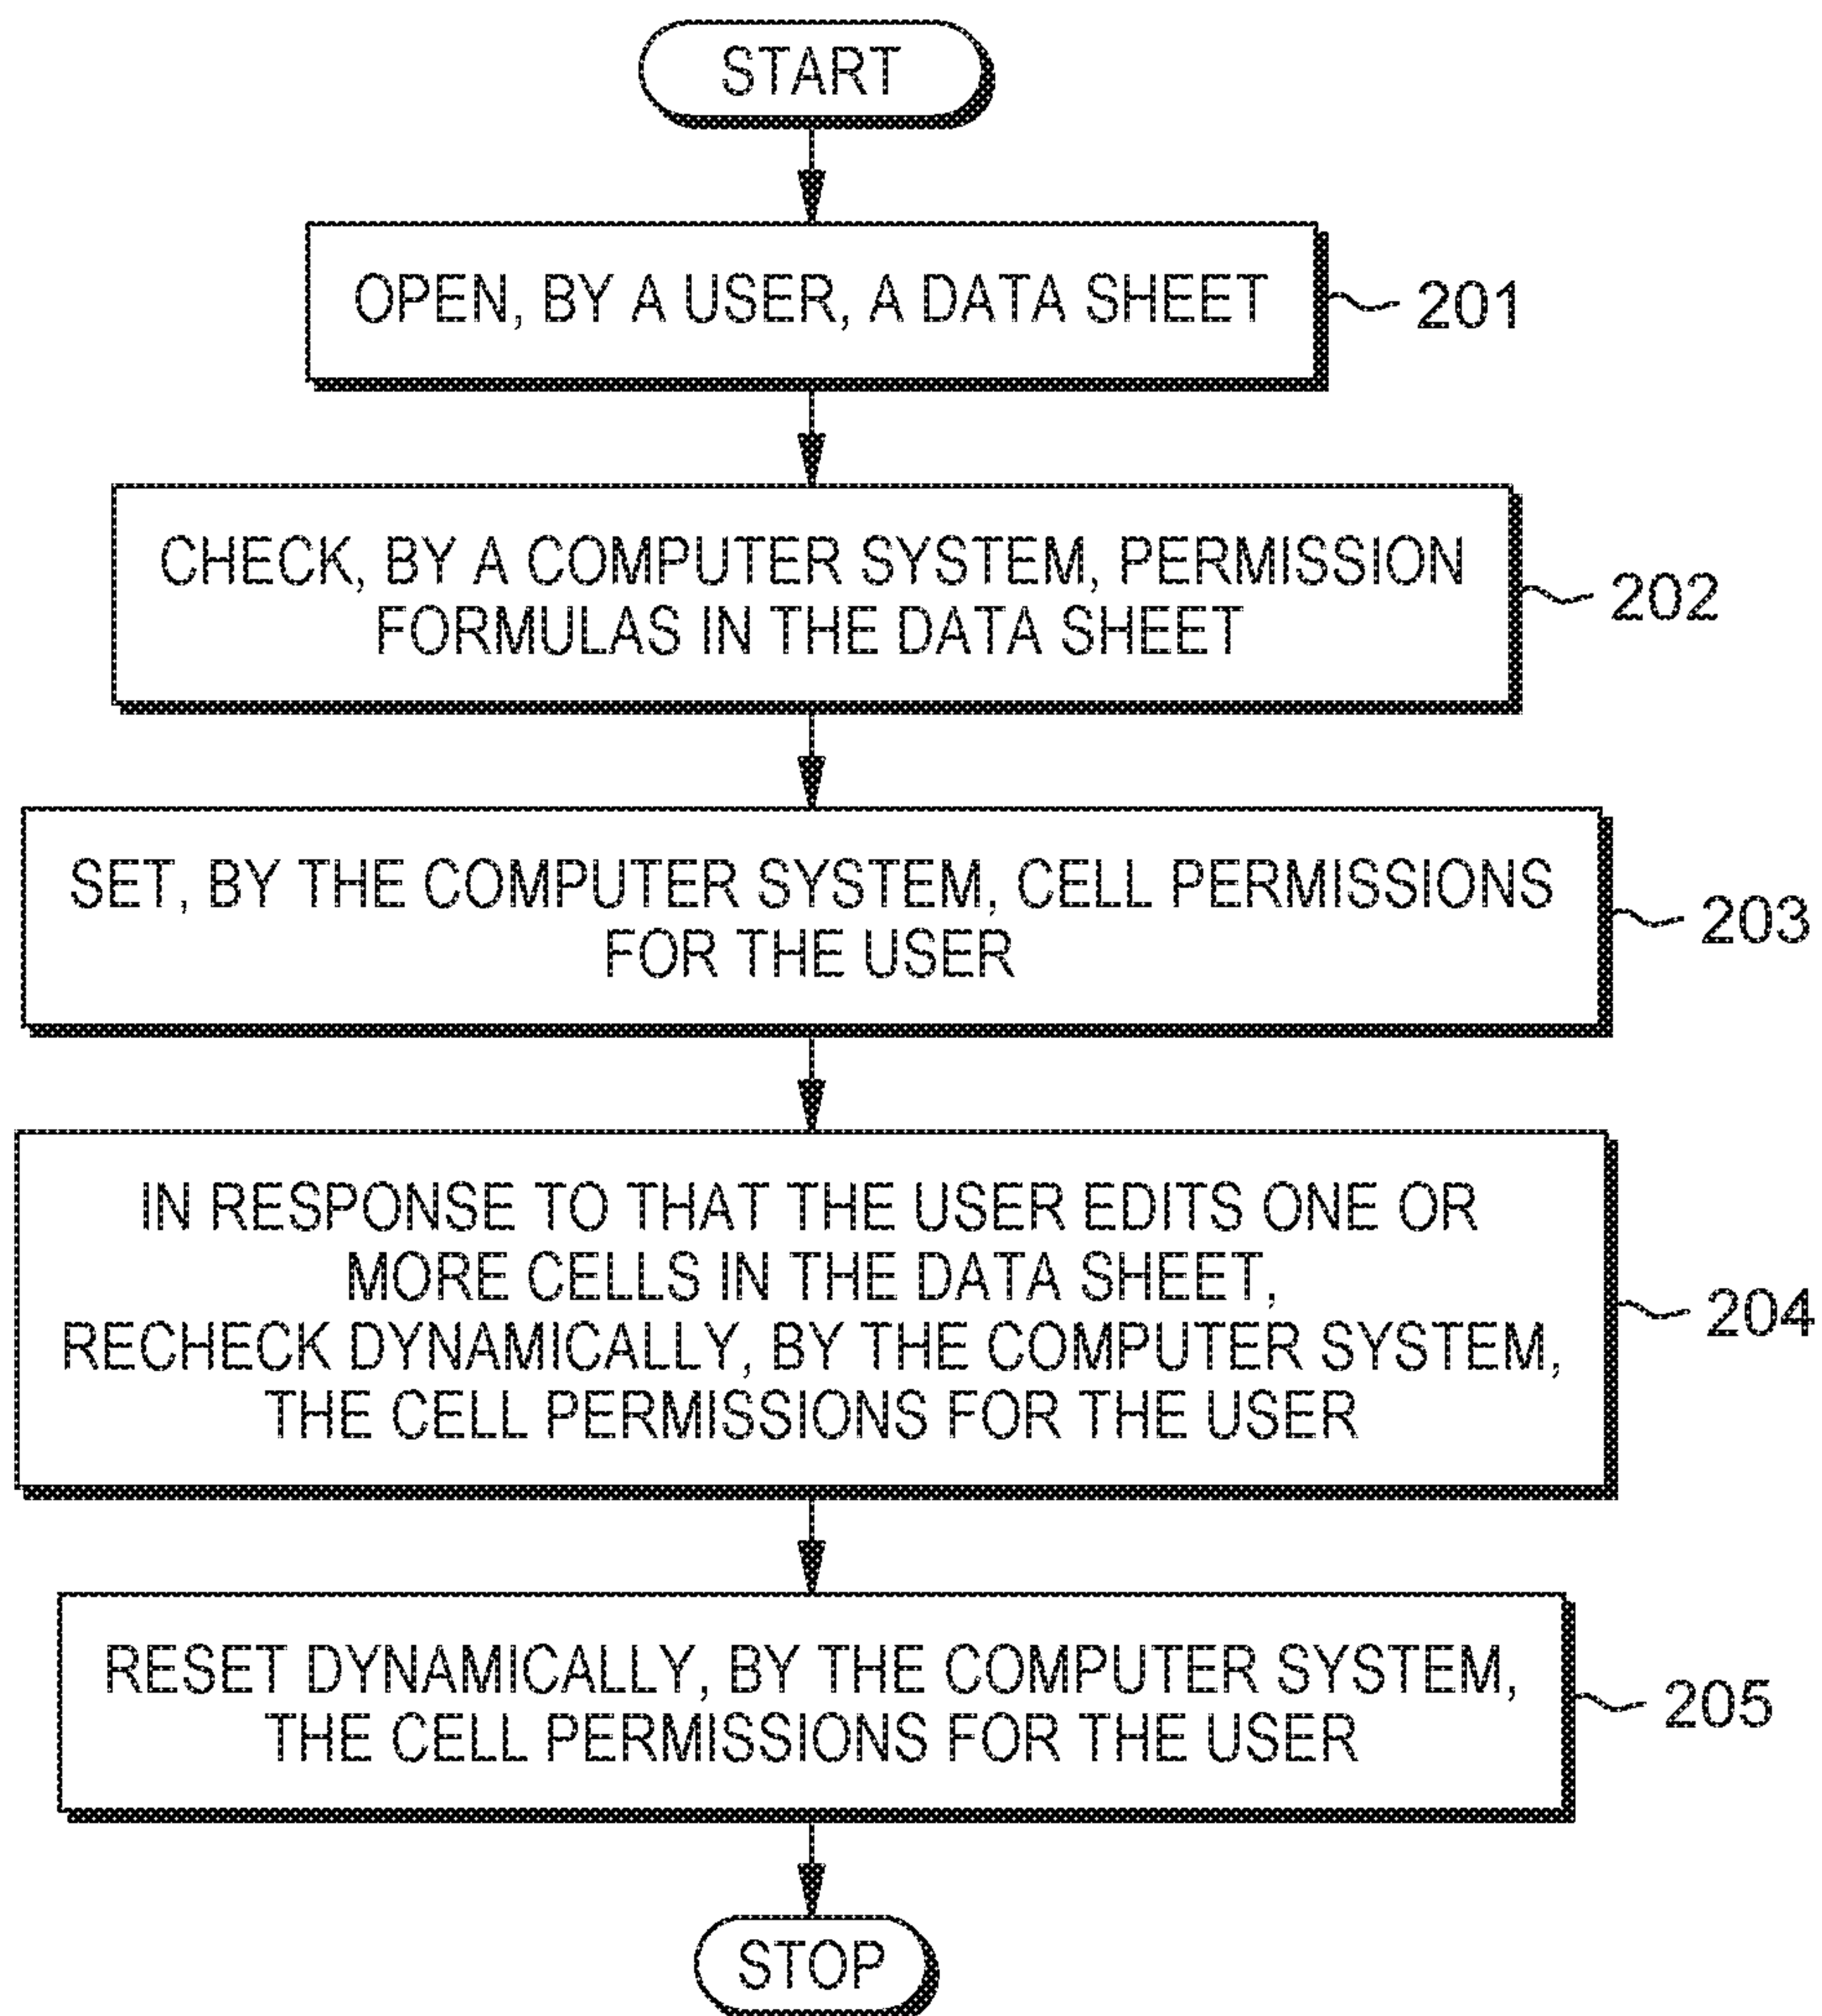 START
OPEN, BY A USER, A DATA SHEET
201
CHECK, BY A COMPUTER SYSTEM, PERMISSION
FORMULAS IN THE DATA SHEET
202
SET, BY THE COMPUTER SYSTEM, CELL PERMISSIONS
FOR THE USER
203
IN RESPONSE TO THAT THE USER EDITS ONE OR
MORE CELLS IN THE DATA SHEET,
RECHECK DYNAMICALLY, BY THE COMPUTER SYSTEM,
THE CELL PERMISSIONS FOR THE USER
204
RESET DYNAMICALLY, BY THE COMPUTER SYSTEM,
THE CELL PERMISSIONS FOR THE USER
205
STOP